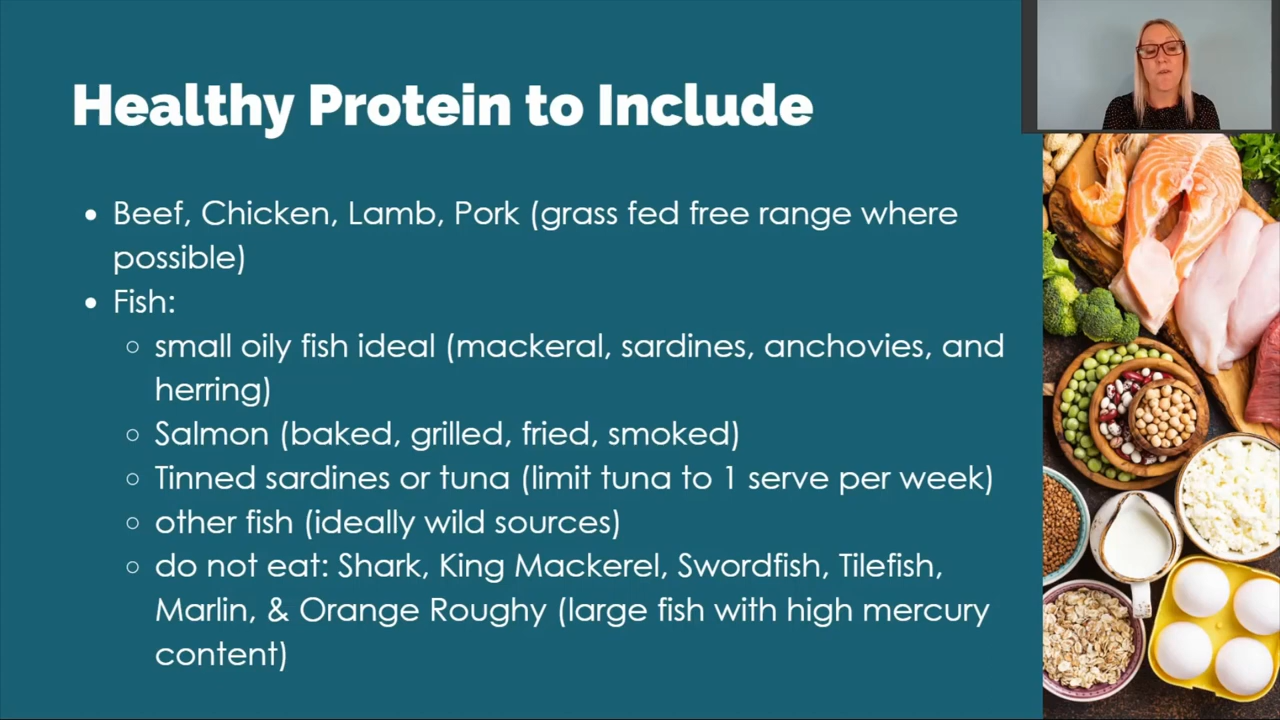 Healthy Protein to Include
• Beef, Chicken, Lamb, Pork (grass fed free range where
possible)
• Fish:
○ small oily fish ideal (mackeral, sardines, anchovies, and
herring)
○ Salmon (baked, grilled, fried, smoked)
○ Tinned sardines or tuna (limit tuna to 1 serve per week)
○ other fish (ideally wild sources)
○ do not eat: Shark, King Mackerel, Swordfish, Tilefish,
Marlin, & Orange Roughy (large fish with high mercury
content)